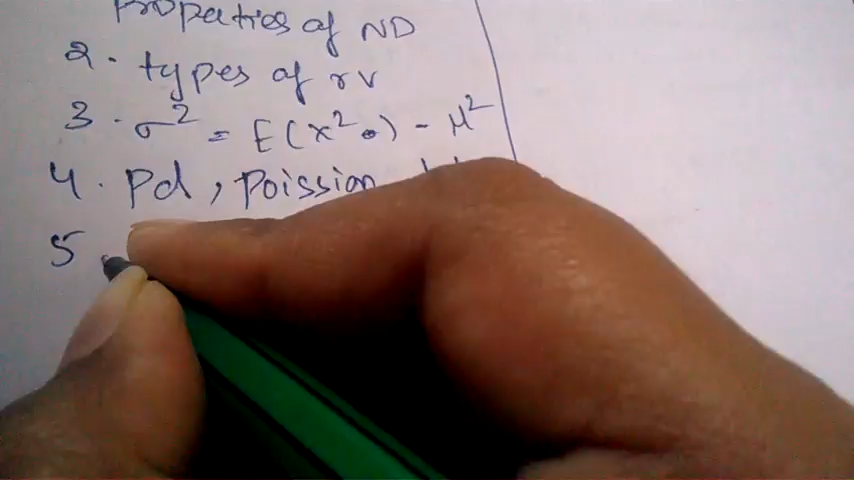 Properties of ND
2. types of rv
3. σ² = E(x².) - μ²
4. Pd, Poission
5